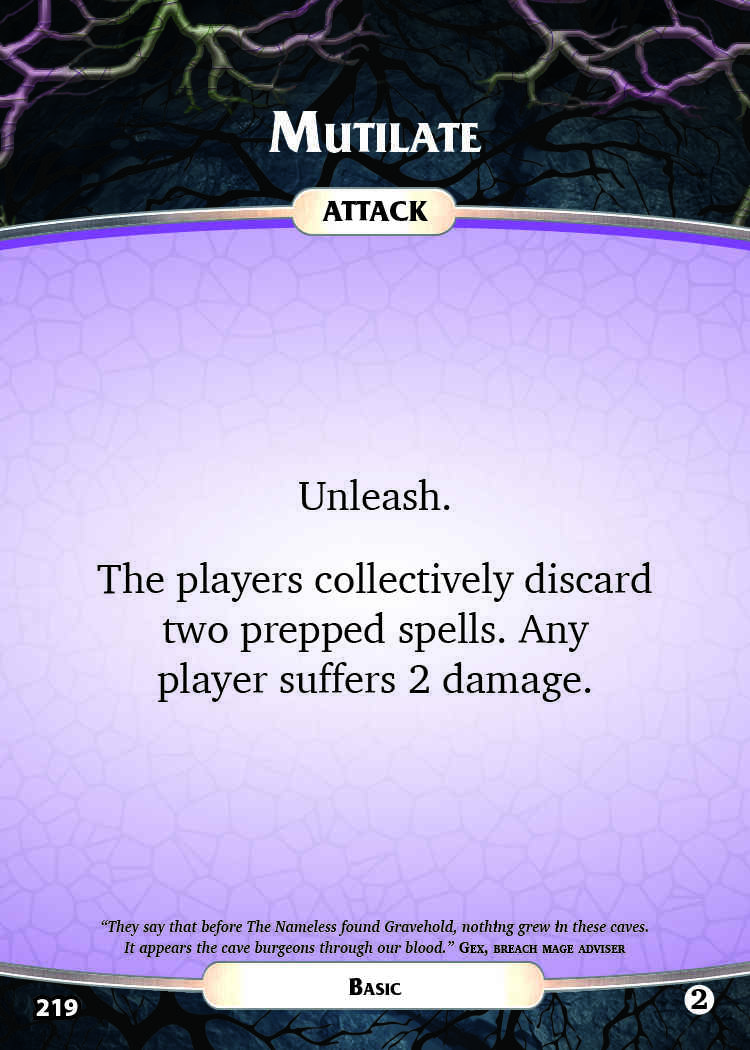 MUTILATE
ATTACK
Unleash.
The players collectively discard
two prepped spells. Any
player suffers 2 damage.
“They say that before The Nameless found Gravehold, nothing grew in these caves.
It appears the cave burgeons through our blood.” GEX, BREACH MAGE ADVISER
BASIC
219
2